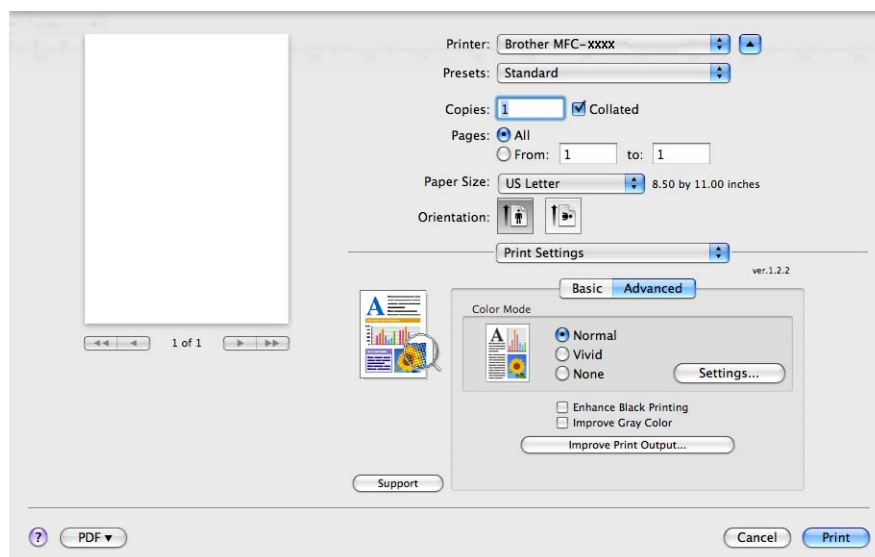 Printer: Brother MFC-xxxx
Presets: Standard
Copies: 1 Collated
Pages: All
From: 1 to: 1
Paper Size: US Letter 8.50 by 11.00 inches
Orientation:
Print Settings
ver.1.2.2
Basic Advanced
Color Mode
Normal
Vivid
None Settings...
Enhance Black Printing
Improve Gray Color
Improve Print Output...
1 of 1
Support
? PDF▼ Cancel Print